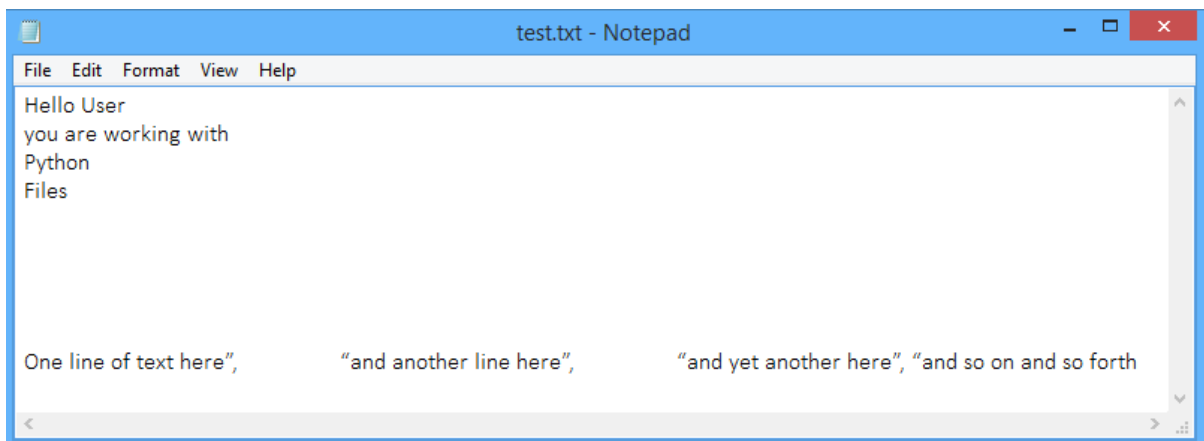 test.txt - Notepad
File Edit Format View Help
Hello User
you are working with
Python
Files
One line of text here”, “and another line here”, “and yet another here”, “and so on and so forth